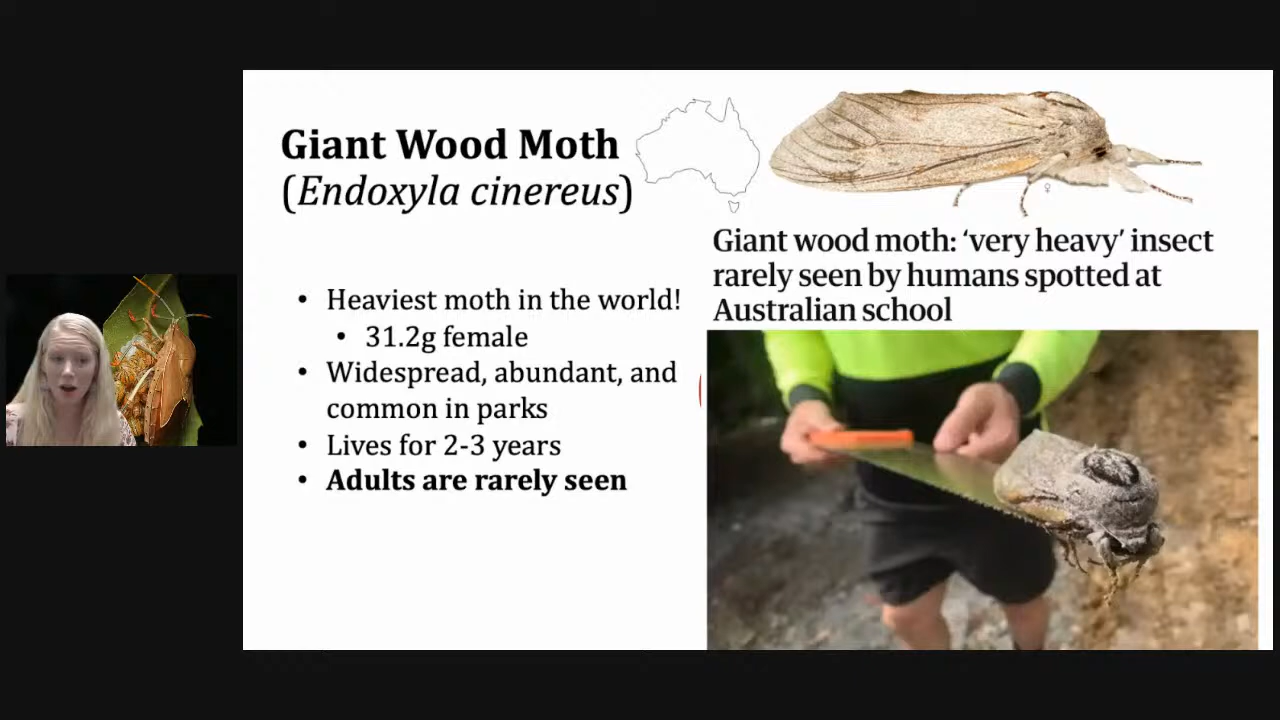 Giant Wood Moth
(Endoxyla cinereus)
• Heaviest moth in the world!
• 31.2g female
• Widespread, abundant, and
common in parks
• Lives for 2-3 years
• Adults are rarely seen
♀
Giant wood moth: ‘very heavy’ insect
rarely seen by humans spotted at
Australian school